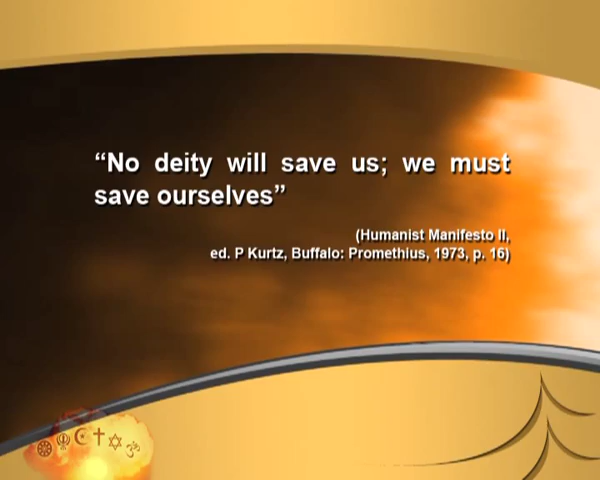 “No deity will save us; we must
save ourselves”
(Humanist Manifesto II,
ed. P Kurtz, Buffalo: Promethius, 1973, p. 16)